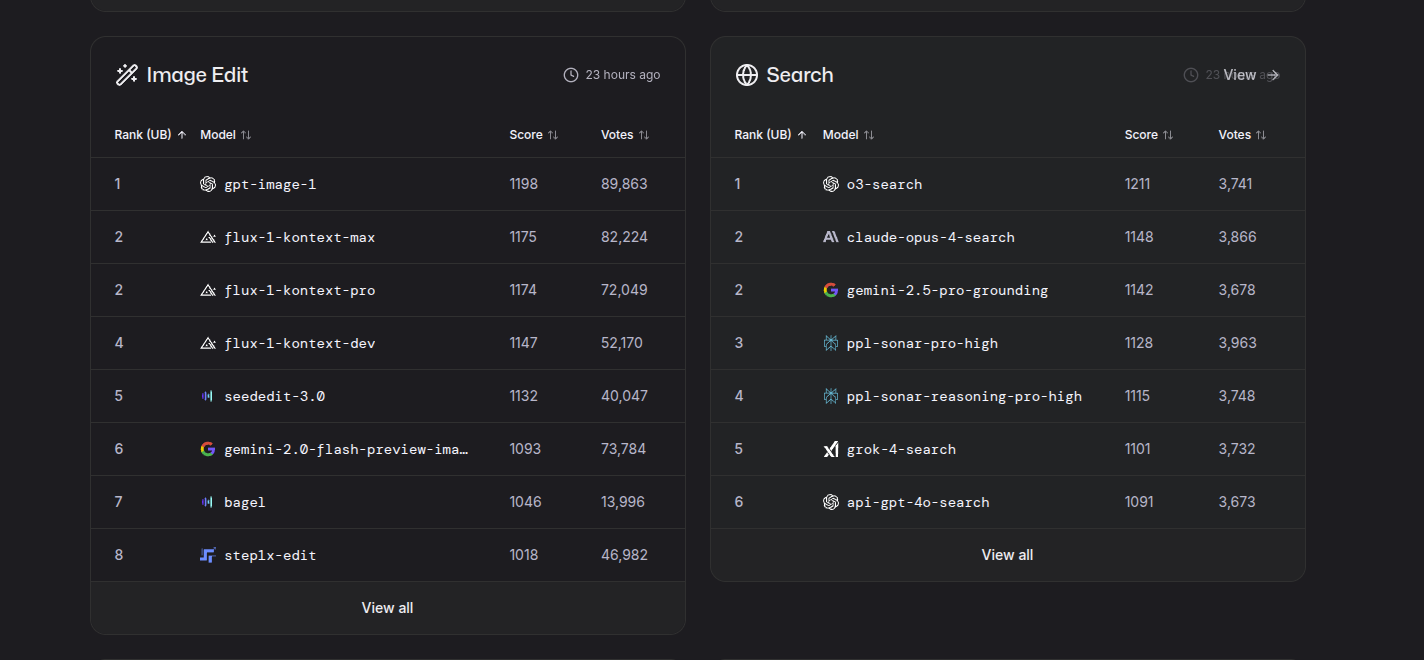 Image Edit
23 hours ago
Rank (UB) Model Score Votes
1 gpt-image-1 1198 89,863
2 flux-1-kontext-max 1175 82,224
2 flux-1-kontext-pro 1174 72,049
4 flux-1-kontext-dev 1147 52,170
5 seededit-3.0 1132 40,047
6 gemini-2.0-flash-preview-ima… 1093 73,784
7 bagel 1046 13,996
8 step1x-edit 1018 46,982
View all
Search
23 View
Rank (UB) Model Score Votes
1 o3-search 1211 3,741
2 claude-opus-4-search 1148 3,866
2 gemini-2.5-pro-grounding 1142 3,678
3 ppl-sonar-pro-high 1128 3,963
4 ppl-sonar-reasoning-pro-high 1115 3,748
5 grok-4-search 1101 3,732
6 api-gpt-4o-search 1091 3,673
View all